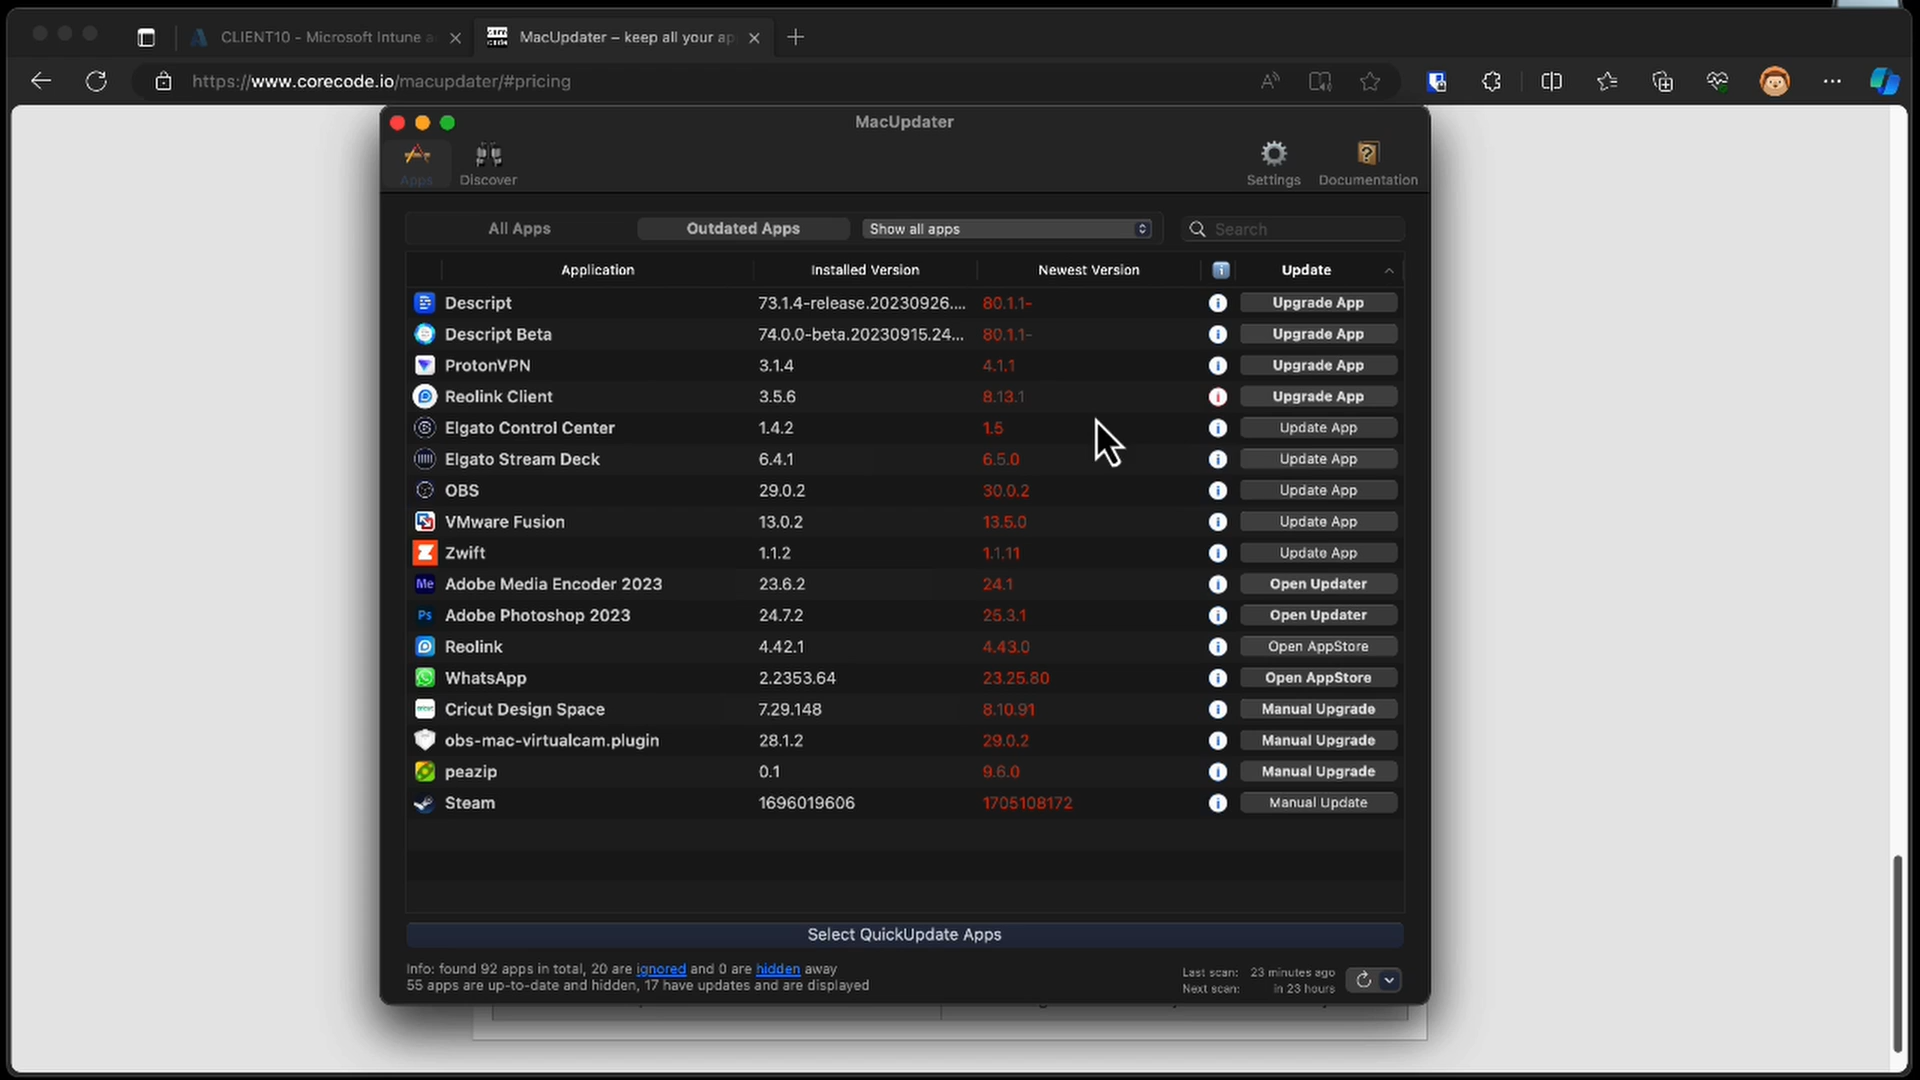 CLIENT10 - Microsoft Intune a
MacUpdater – keep all your ap
https://www.corecode.io/macupdater/#pricing
MacUpdater
Apps
Discover
Settings
Documentation
All Apps
Outdated Apps
Show all apps
Search
Application Installed Version Newest Version Update
Descript 73.1.4-release.20230926.... 80.1.1- Upgrade App
Descript Beta 74.0.0-beta.20230915.24... 80.1.1- Upgrade App
ProtonVPN 3.1.4 4.1.1 Upgrade App
Reolink Client 3.5.6 8.13.1 Upgrade App
Elgato Control Center 1.4.2 1.5 Update App
Elgato Stream Deck 6.4.1 6.5.0 Update App
OBS 29.0.2 30.0.2 Update App
VMware Fusion 13.0.2 13.5.0 Update App
Zwift 1.1.2 1.1.11 Update App
Me Adobe Media Encoder 2023 23.6.2 24.1 Open Updater
Ps Adobe Photoshop 2023 24.7.2 25.3.1 Open Updater
Reolink 4.42.1 4.43.0 Open AppStore
WhatsApp 2.2353.64 23.25.80 Open AppStore
Cricut Design Space 7.29.148 8.10.91 Manual Upgrade
obs-mac-virtualcam.plugin 28.1.2 29.0.2 Manual Upgrade
peazip 0.1 9.6.0 Manual Upgrade
Steam 1696019606 1705108172 Manual Update
Select QuickUpdate Apps
Info: found 92 apps in total, 20 are ignored and 0 are hidden away
55 apps are up-to-date and hidden, 17 have updates and are displayed
Last scan: 23 minutes ago
Next scan: in 23 hours